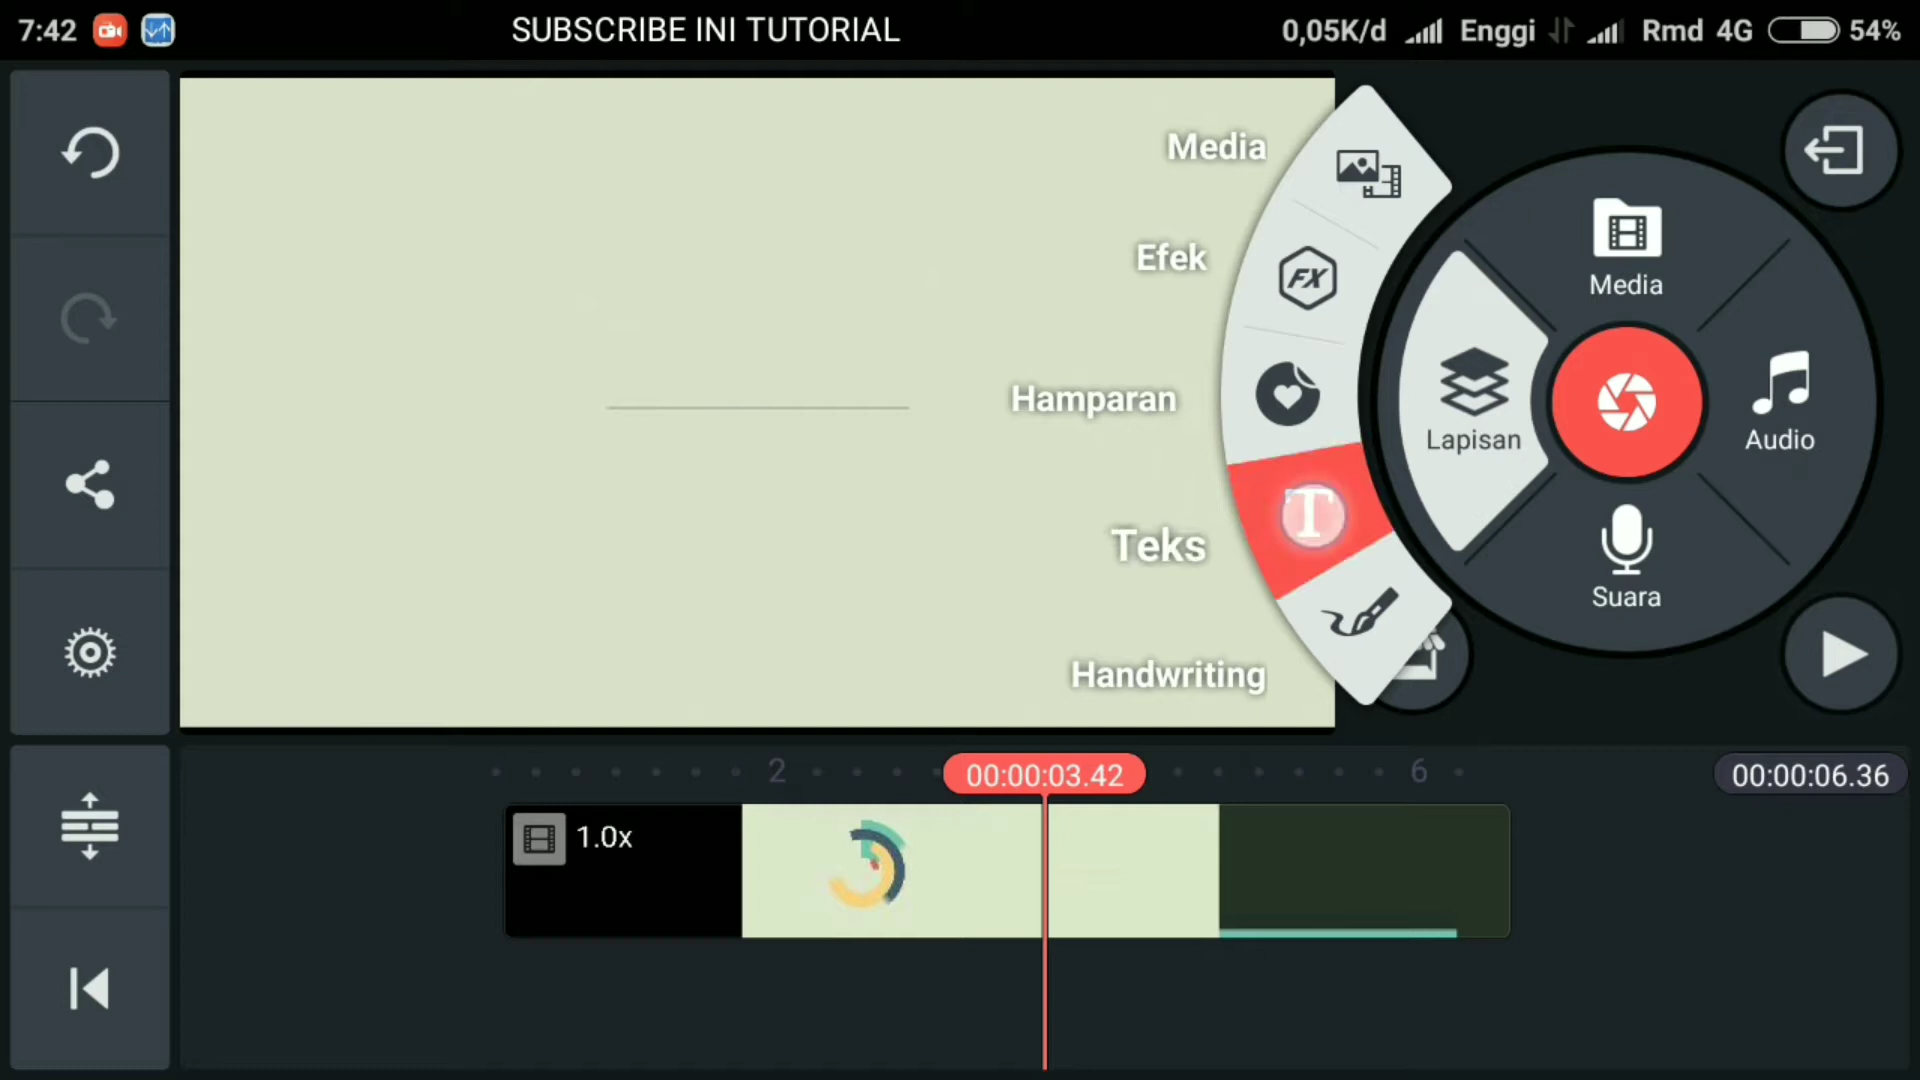 7:42 SUBSCRIBE INI TUTORIAL 0,05K/d Enggi Rmd 4G 54%
Media
Efek
Hamparan
Teks
Handwriting
FX
T
Media
Lapisan
Audio
Suara
2 00:00:03.42 6 00:00:06.36
1.0x